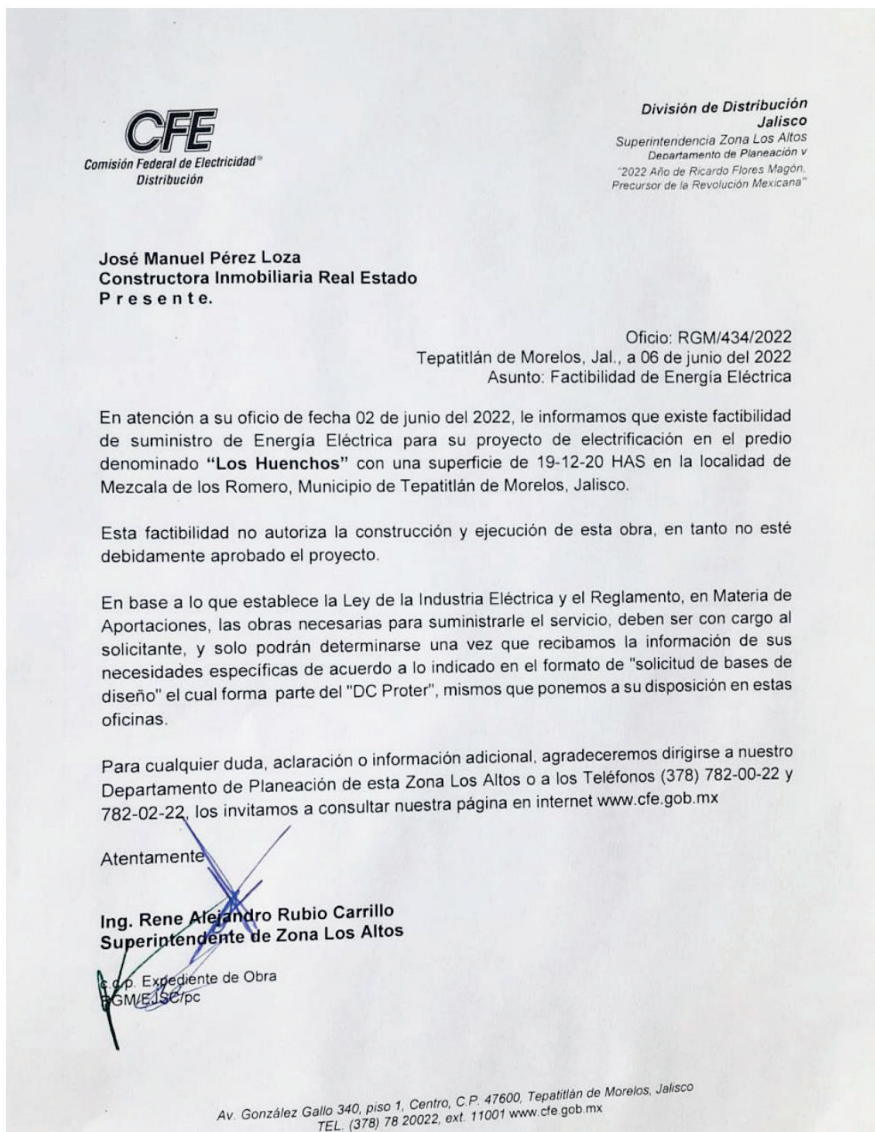 CFE
Comisión Federal de Electricidad®
Distribución
División de Distribución
Jalisco
Superintendencia Zona Los Altos
Departamento de Planeación y
"2022 Año de Ricardo Flores Magón,
Precursor de la Revolución Mexicana"
José Manuel Pérez Loza
Constructora Inmobiliaria Real Estado
P r e s e n t e.
Oficio: RGM/434/2022
Tepatitlán de Morelos, Jal., a 06 de junio del 2022
Asunto: Factibilidad de Energía Eléctrica
En atención a su oficio de fecha 02 de junio del 2022, le informamos que existe factibilidad
de suministro de Energía Eléctrica para su proyecto de electrificación en el predio
denominado “Los Huenchos” con una superficie de 19-12-20 HAS en la localidad de
Mezcala de los Romero, Municipio de Tepatitlán de Morelos, Jalisco.
Esta factibilidad no autoriza la construcción y ejecución de esta obra, en tanto no esté
debidamente aprobado el proyecto.
En base a lo que establece la Ley de la Industria Eléctrica y el Reglamento, en Materia de
Aportaciones, las obras necesarias para suministrarle el servicio, deben ser con cargo al
solicitante, y solo podrán determinarse una vez que recibamos la información de sus
necesidades específicas de acuerdo a lo indicado en el formato de "solicitud de bases de
diseño" el cual forma parte del "DC Proter", mismos que ponemos a su disposición en estas
oficinas.
Para cualquier duda, aclaración o información adicional, agradeceremos dirigirse a nuestro
Departamento de Planeación de esta Zona Los Altos o a los Teléfonos (378) 782-00-22 y
782-02-22, los invitamos a consultar nuestra página en internet www.cfe.gob.mx
Atentamente
Ing. Rene Alejandro Rubio Carrillo
Superintendente de Zona Los Altos
c.c.p. Expediente de Obra
RGM/EJSC/pc
Av. González Gallo 340, piso 1, Centro, C.P. 47600, Tepatitlán de Morelos, Jalisco
TEL. (378) 78 20022, ext. 11001 www.cfe.gob.mx